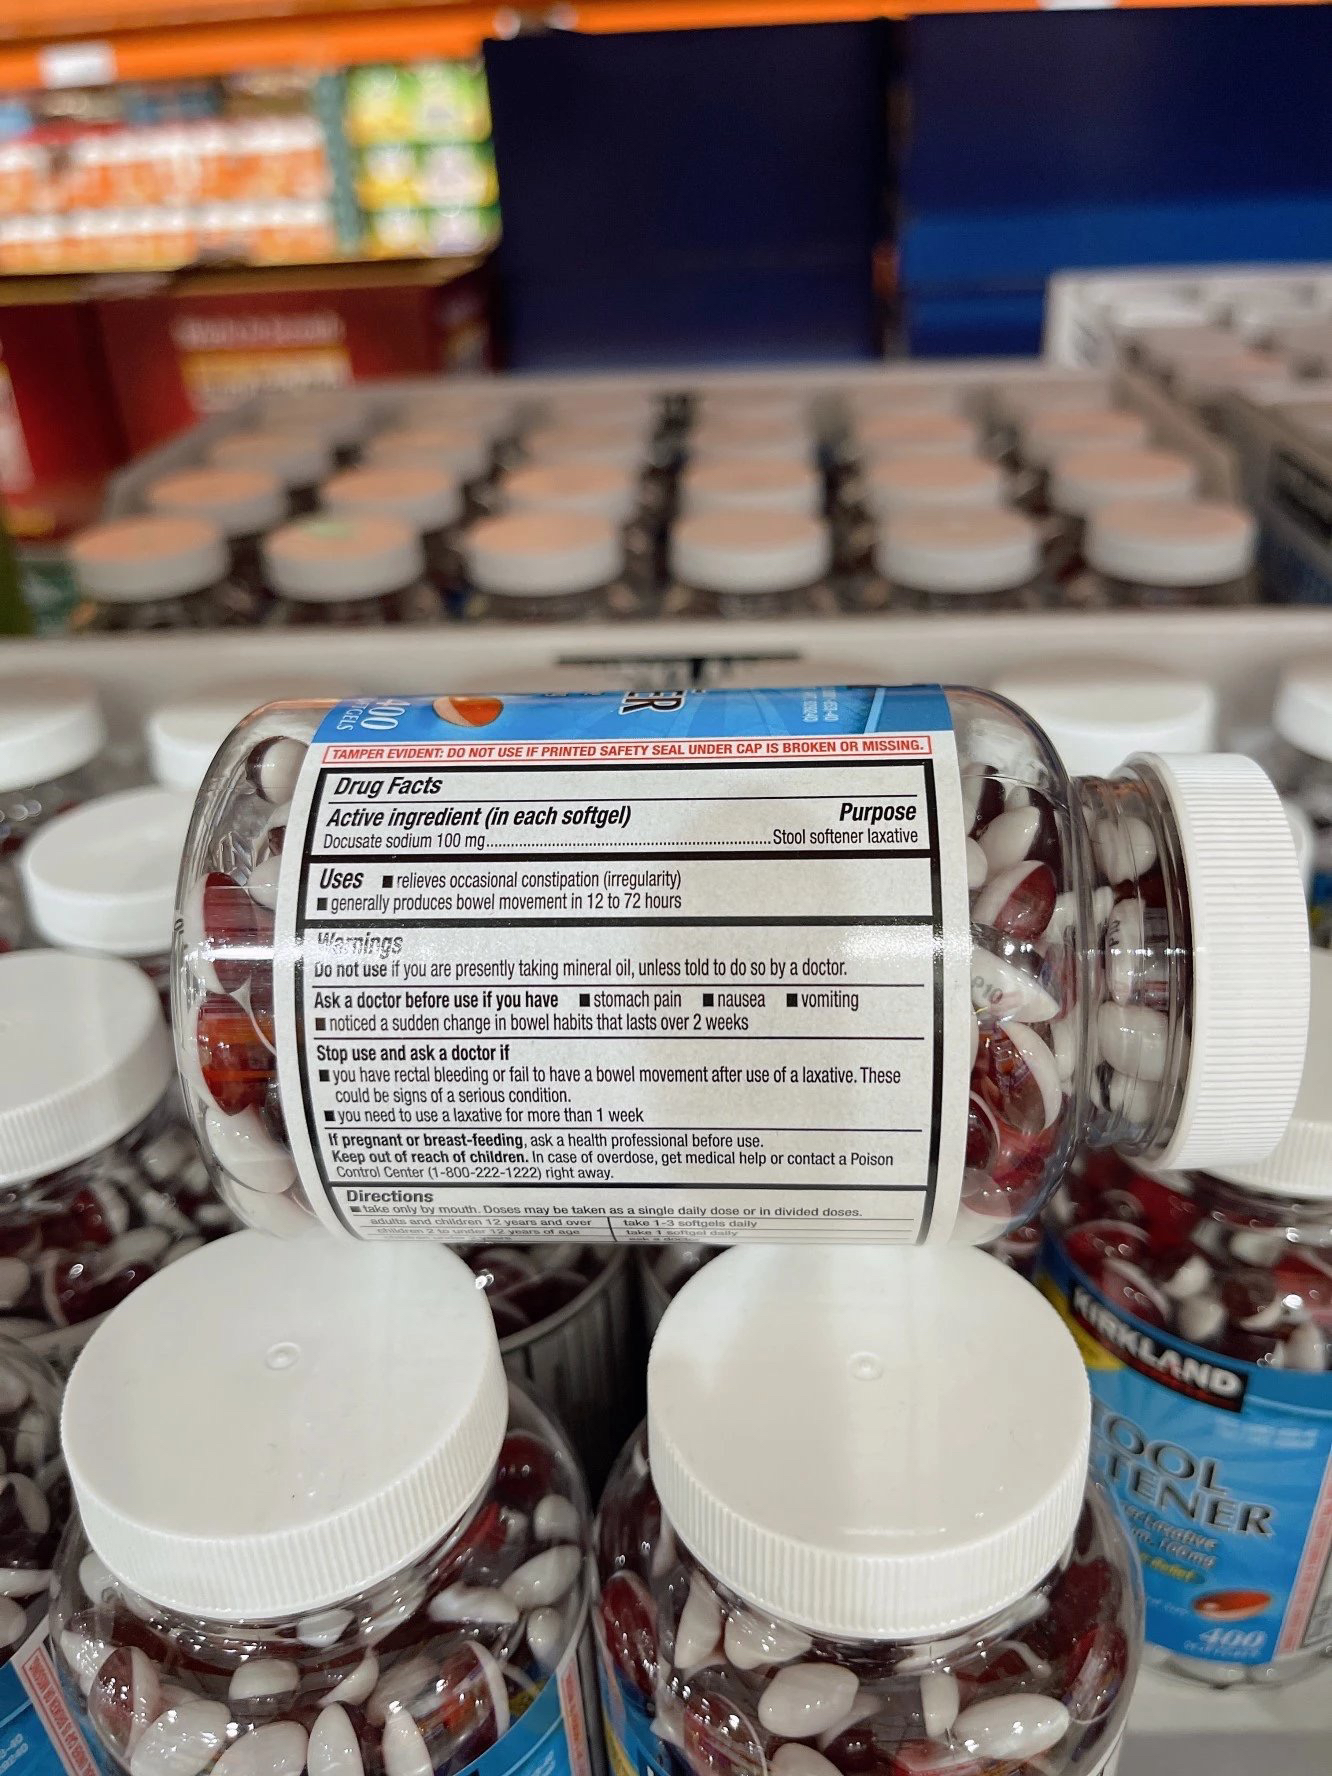 400
TAMPER EVIDENT: DO NOT USE IF PRINTED SAFETY SEAL UNDER CAP IS BROKEN OR MISSING.
Drug Facts
Active ingredient (in each softgel) Purpose
Docusate sodium 100 mg.......... Stool softener laxative
Uses ■ relieves occasional constipation (irregularity)
■ generally produces bowel movement in 12 to 72 hours
Warnings
Do not use if you are presently taking mineral oil, unless told to do so by a doctor.
Ask a doctor before use if you have ■ stomach pain ■ nausea ■ vomiting
■ noticed a sudden change in bowel habits that lasts over 2 weeks
Stop use and ask a doctor if
■ you have rectal bleeding or fail to have a bowel movement after use of a laxative. These
could be signs of a serious condition.
■ you need to use a laxative for more than 1 week
If pregnant or breast-feeding, ask a health professional before use.
Keep out of reach of children. In case of overdose, get medical help or contact a Poison
Control Center (1-800-222-1222) right away.
Directions
■ take only by mouth. Doses may be taken as a single daily dose or in divided doses.
adults and children 12 years and over take 1-3 softgels daily
children 2 to under 12 years of age take 1 softgel daily
P10
KIRKLAND
OOL
TENER
400